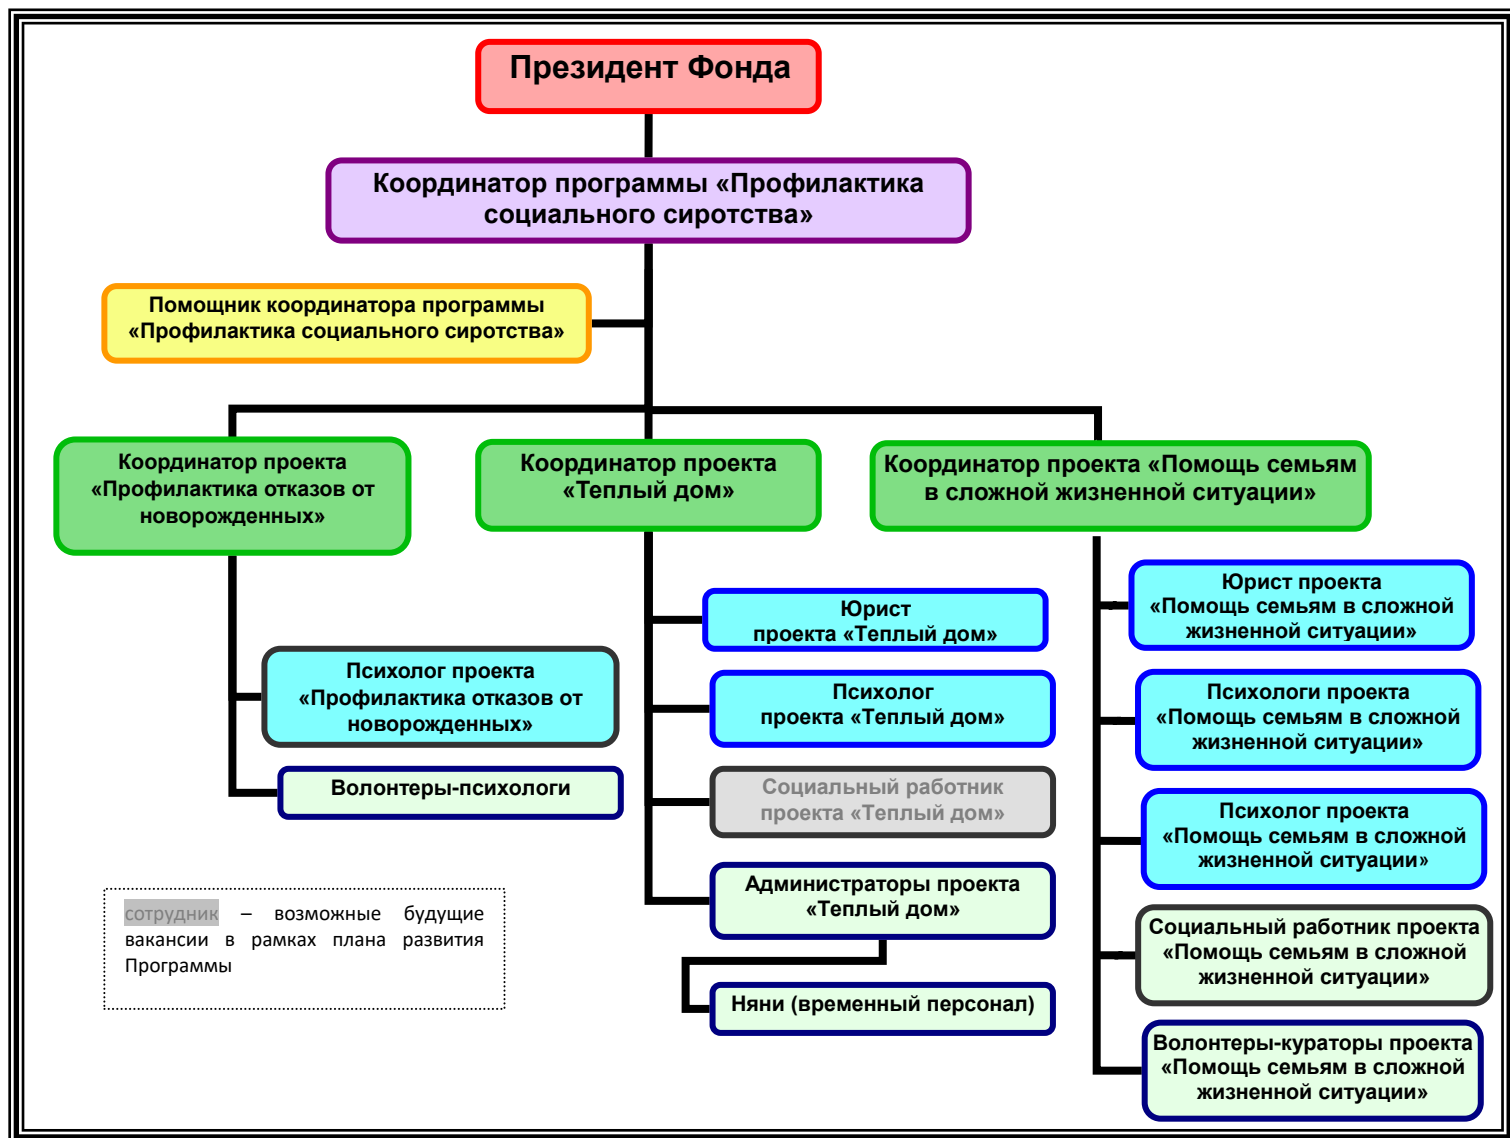 Президент Фонда
Координатор программы «Профилактика
социального сиротства»
Помощник координатора программы
«Профилактика социального сиротства»
Координатор проекта
«Профилактика отказов от
новорожденных»
Координатор проекта
«Теплый дом»
Координатор проекта «Помощь семьям
в сложной жизненной ситуации»
Психолог проекта
«Профилактика отказов от
новорожденных»
Волонтеры-психологи
Юрист
проекта «Теплый дом»
Психолог
проекта «Теплый дом»
Социальный работник
проекта «Теплый дом»
Администраторы проекта
«Теплый дом»
Няни (временный персонал)
Юрист проекта
«Помощь семьям в сложной
жизненной ситуации»
Психологи проекта
«Помощь семьям в сложной
жизненной ситуации»
Психолог проекта
«Помощь семьям в сложной
жизненной ситуации»
Социальный работник проекта
«Помощь семьям в сложной
жизненной ситуации»
Волонтеры-кураторы проекта
«Помощь семьям в сложной
жизненной ситуации»
сотрудник – возможные будущие
вакансии в рамках плана развития
Программы